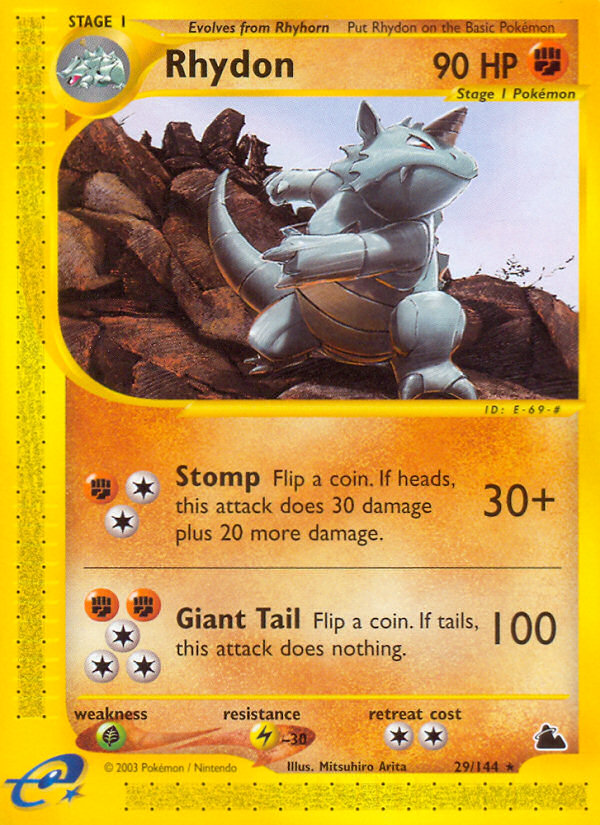 STAGE 1
Evolves from Rhyhorn Put Rhydon on the Basic Pokémon
Rhydon 90 HP
Stage 1 Pokémon
ID: E-69-#
Stomp Flip a coin. If heads,
this attack does 30 damage
plus 20 more damage.
30+
Giant Tail Flip a coin. If tails,
this attack does nothing.
100
weakness resistance retreat cost
-30
Illus. Mitsuhiro Arita
© 2003 Pokémon / Nintendo
29/144 ★
e